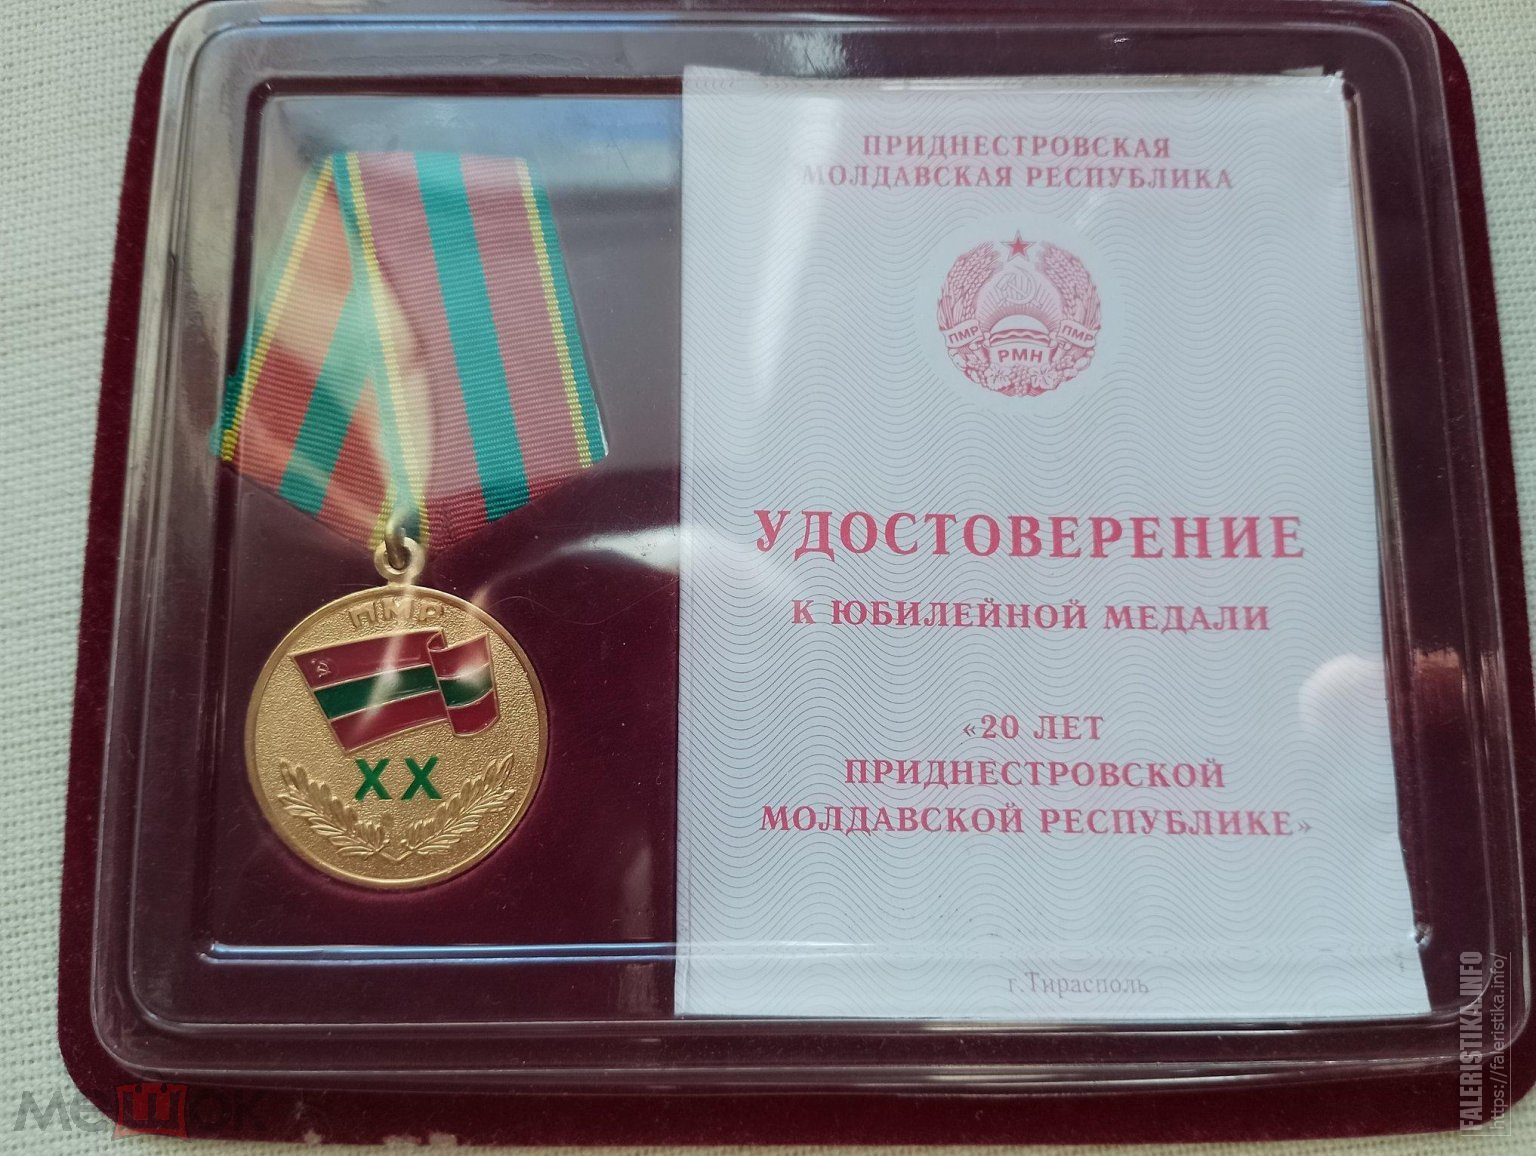 ПРИДНЕСТРОВСКАЯ
МОЛДАВСКАЯ РЕСПУБЛИКА
ПМР
ПМР
РМН
УДОСТОВЕРЕНИЕ
К ЮБИЛЕЙНОЙ МЕДАЛИ
«20 ЛЕТ
ПРИДНЕСТРОВСКОЙ
МОЛДАВСКОЙ РЕСПУБЛИКЕ»
г.Тирасполь
ПМР
XX
мешок
FALERISTIKA.INFO
https://faleristika.info/